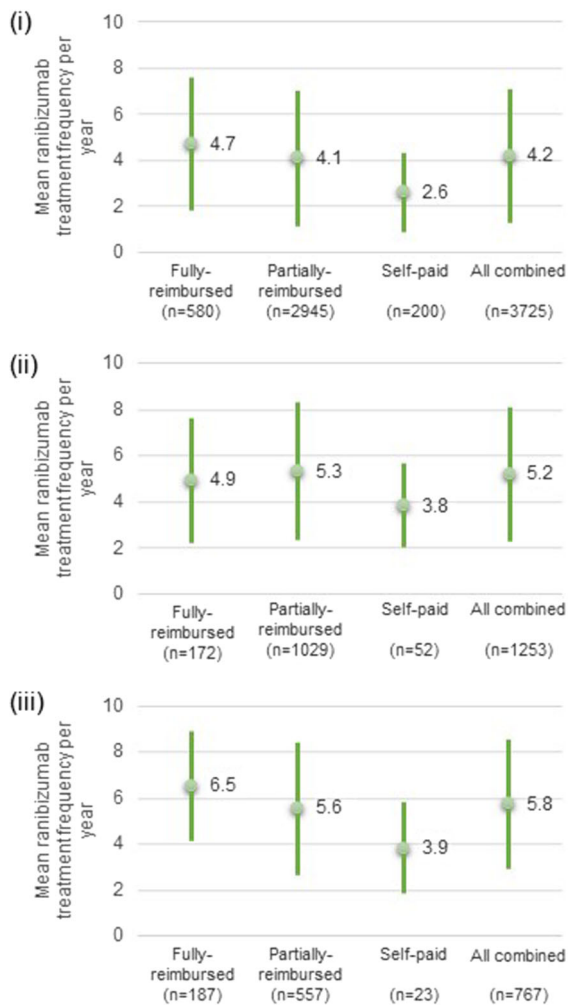 (i)
Mean ranibizumab
treatment frequency per
year
10
8
6
4
2
0
4.7
4.1
2.6
4.2
Fully-
reimbursed
(n=580)
Partially-
reimbursed
(n=2945)
Self-paid
(n=200)
All combined
(n=3725)
(ii)
Mean ranibizumab
treatment frequency per
year
10
8
6
4
2
0
4.9
5.3
3.8
5.2
Fully-
reimbursed
(n=172)
Partially-
reimbursed
(n=1029)
Self-paid
(n=52)
All combined
(n=1253)
(iii)
Mean ranibizumab
treatment frequency per
year
10
8
6
4
2
0
6.5
5.6
3.9
5.8
Fully-
reimbursed
(n=187)
Partially-
reimbursed
(n=557)
Self-paid
(n=23)
All combined
(n=767)